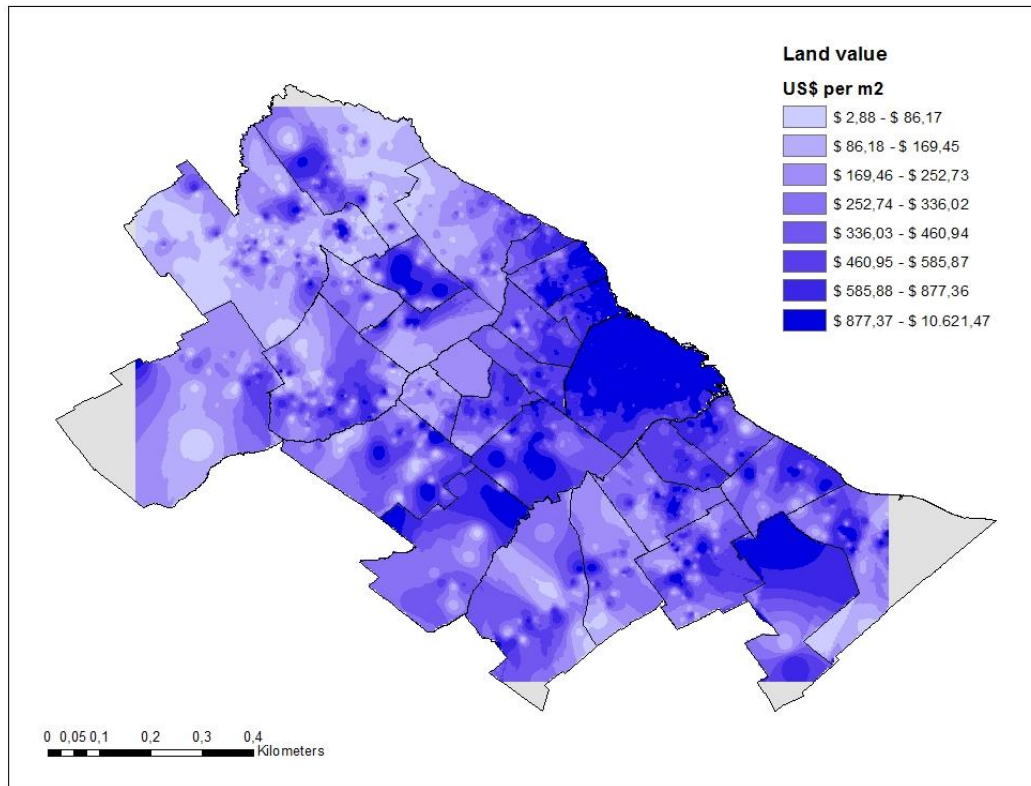 Land value
US$ per m2
$ 2,88 - $ 86,17
$ 86,18 - $ 169,45
$ 169,46 - $ 252,73
$ 252,74 - $ 336,02
$ 336,03 - $ 460,94
$ 460,95 - $ 585,87
$ 585,88 - $ 877,36
$ 877,37 - $ 10.621,47
0 0,05 0,1 0,2 0,3 0,4
Kilometers